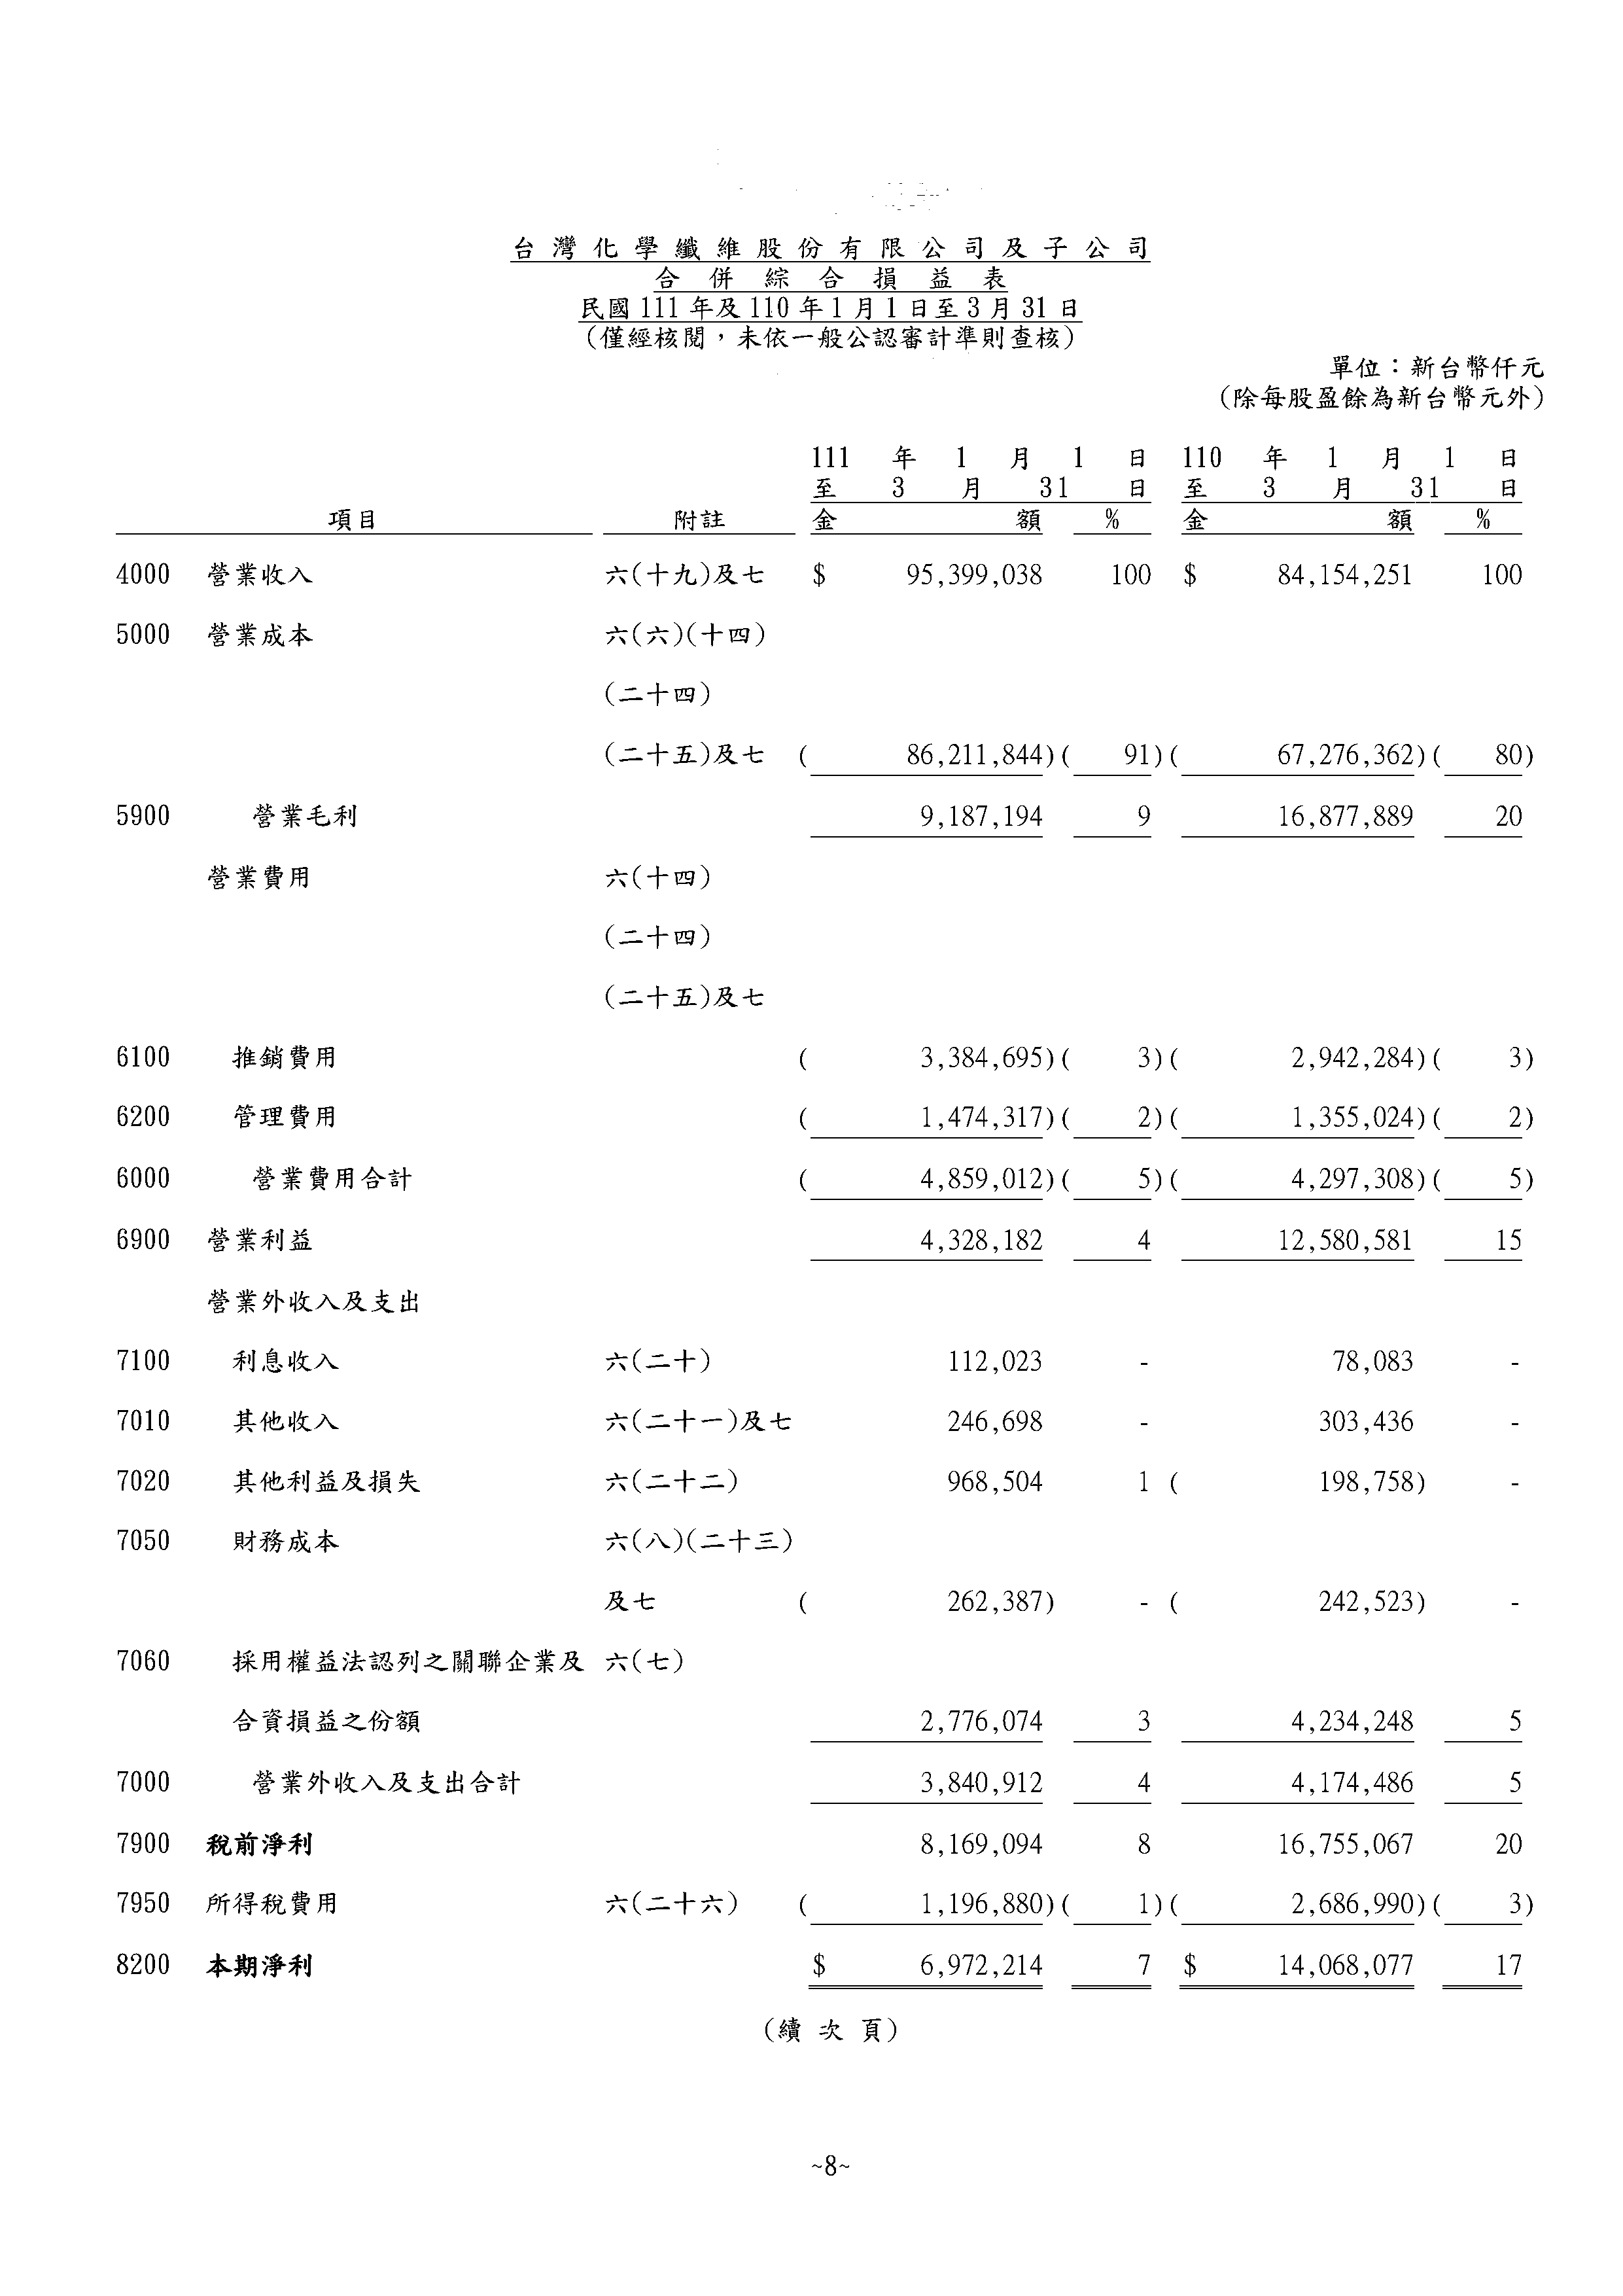 台灣化學纖維股份有限公司及子公司
合併綜合損益表
民國111年及110年1月1日至3月31日
(僅經核閱，未依一般公認審計準則查核)
單位：新台幣仟元
(除每股盈餘為新台幣元外)
111 年 1 月 1 日 110 年 1 月 1 日
至 3 月 31 日 至 3 月 31 日
項目 附註 金 額 % 金 額 %
4000 營業收入 六(十九)及七 $ 95,399,038 100 $ 84,154,251 100
5000 營業成本 六(六)(十四)
(二十四)
(二十五)及七 ( 86,211,844)( 91)( 67,276,362)( 80)
5900 營業毛利 9,187,194 9 16,877,889 20
營業費用 六(十四)
(二十四)
(二十五)及七
6100 推銷費用 ( 3,384,695)( 3)( 2,942,284)( 3)
6200 管理費用 ( 1,474,317)( 2)( 1,355,024)( 2)
6000 營業費用合計 ( 4,859,012)( 5)( 4,297,308)( 5)
6900 營業利益 4,328,182 4 12,580,581 15
營業外收入及支出
7100 利息收入 六(二十) 112,023 - 78,083 -
7010 其他收入 六(二十一)及七 246,698 - 303,436 -
7020 其他利益及損失 六(二十二) 968,504 1 ( 198,758) -
7050 財務成本 六(八)(二十三)
及七 ( 262,387) - ( 242,523) -
7060 採用權益法認列之關聯企業及 六(七)
合資損益之份額 2,776,074 3 4,234,248 5
7000 營業外收入及支出合計 3,840,912 4 4,174,486 5
7900 稅前淨利 8,169,094 8 16,755,067 20
7950 所得稅費用 六(二十六) ( 1,196,880)( 1)( 2,686,990)( 3)
8200 本期淨利 $ 6,972,214 7 $ 14,068,077 17
(續 次 頁)
~8~